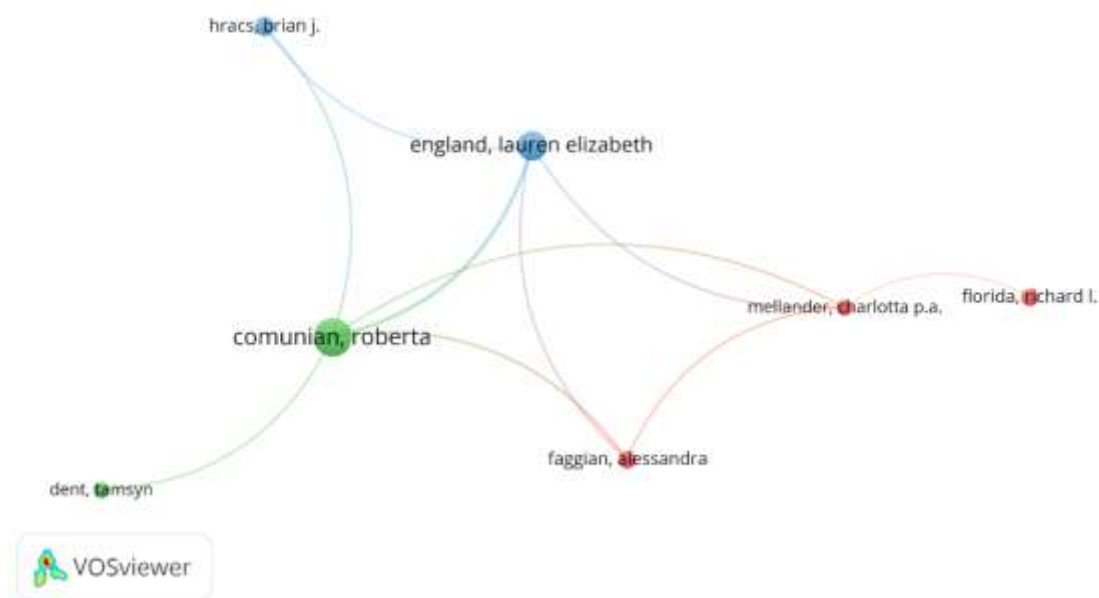 hracs, brian j.
england, lauren elizabeth
mellander, charlotta p.a.
florida, richard l.
comunian, roberta
faggian, alessandra
dent, tamsyn
VOSviewer